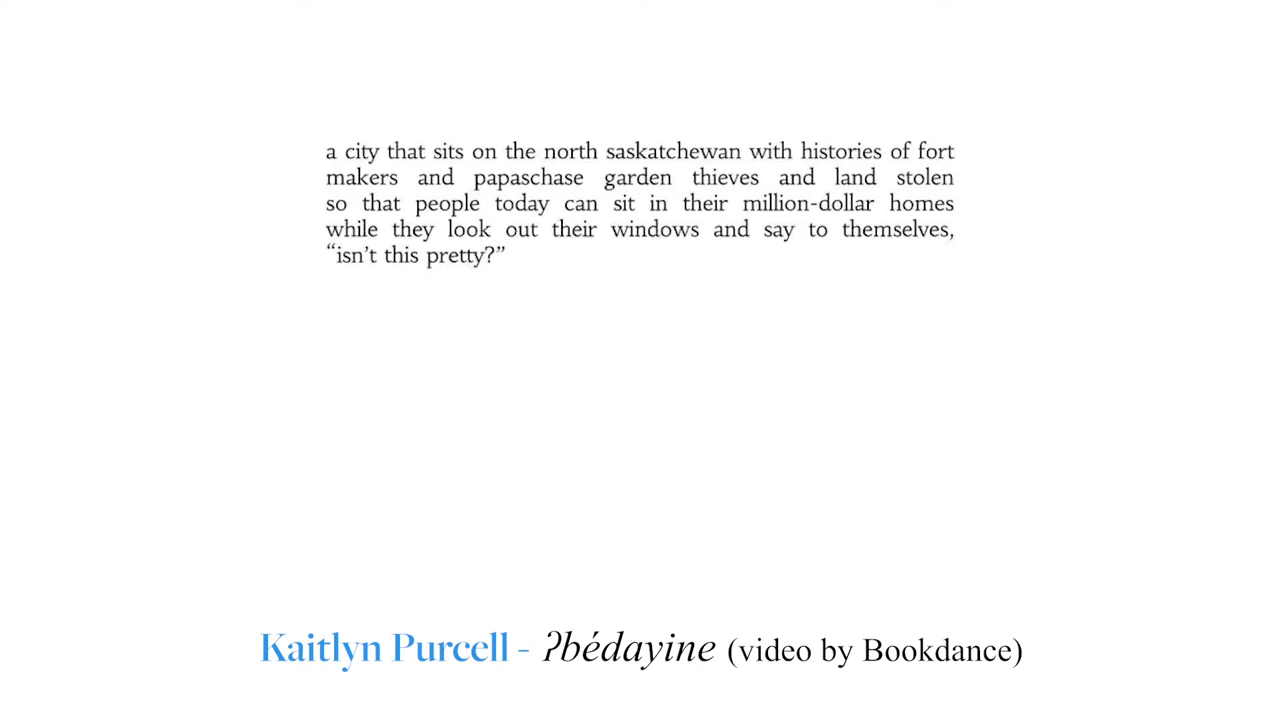 a city that sits on the north saskatchewan with histories of fort
makers and papaschase garden thieves and land stolen
so that people today can sit in their million-dollar homes
while they look out their windows and say to themselves,
“isn’t this pretty?”
Kaitlyn Purcell - ʔbédayine (video by Bookdance)